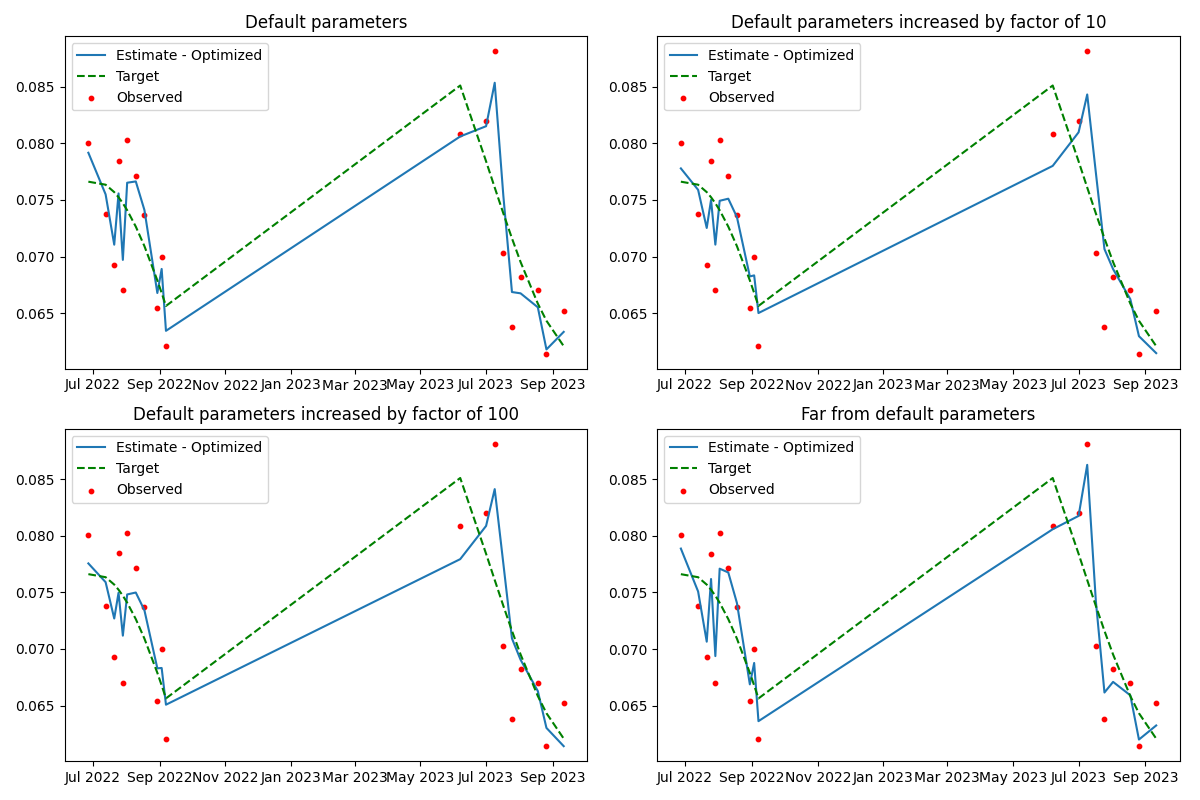 Default parameters
Estimate - Optimized
Target
Observed
0.085
0.080
0.075
0.070
0.065
Jul 2022 Sep 2022 Nov 2022 Jan 2023 Mar 2023 May 2023 Jul 2023 Sep 2023
Default parameters increased by factor of 10
Estimate - Optimized
Target
Observed
0.085
0.080
0.075
0.070
0.065
Jul 2022 Sep 2022 Nov 2022 Jan 2023 Mar 2023 May 2023 Jul 2023 Sep 2023
Default parameters increased by factor of 100
Estimate - Optimized
Target
Observed
0.085
0.080
0.075
0.070
0.065
Jul 2022 Sep 2022 Nov 2022 Jan 2023 Mar 2023 May 2023 Jul 2023 Sep 2023
Far from default parameters
Estimate - Optimized
Target
Observed
0.085
0.080
0.075
0.070
0.065
Jul 2022 Sep 2022 Nov 2022 Jan 2023 Mar 2023 May 2023 Jul 2023 Sep 2023